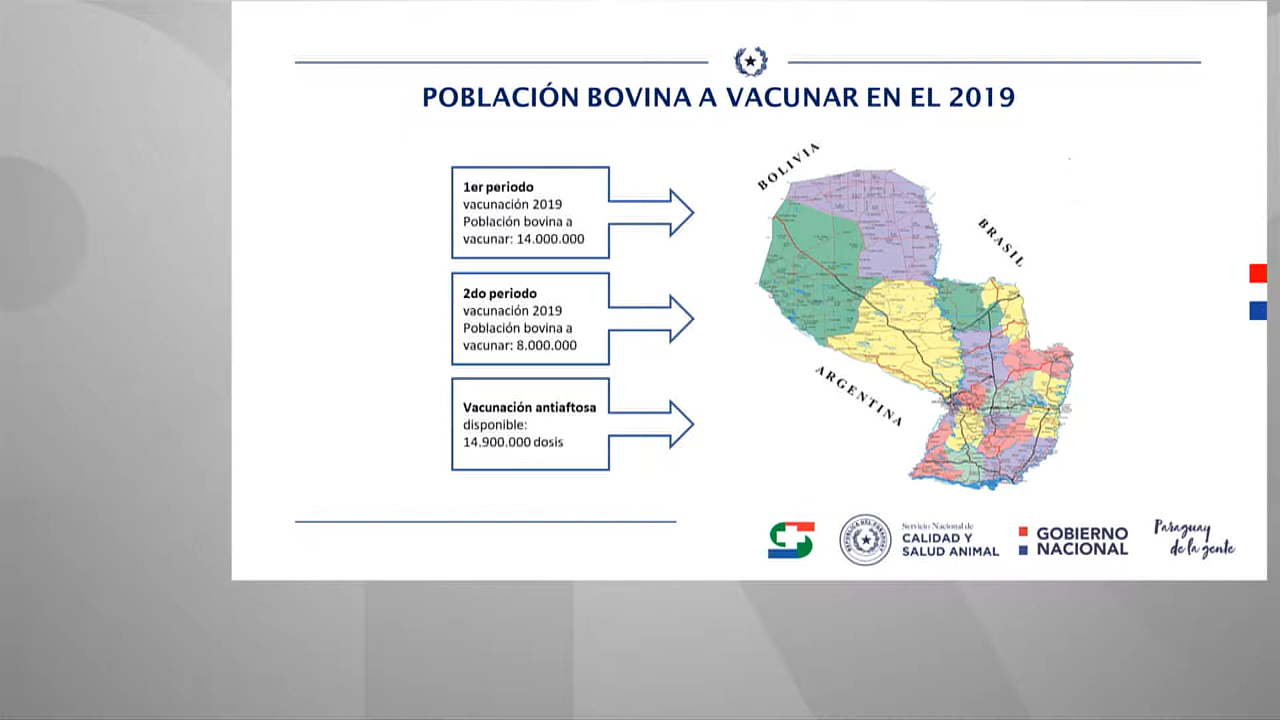 POBLACIÓN BOVINA A VACUNAR EN EL 2019
1er periodo
vacunación 2019
Población bovina a
vacunar: 14.000.000
2do periodo
vacunación 2019
Población bovina a
vacunar: 8.000.000
Vacunación antiaftosa
disponible:
14.900.000 dosis
BOLIVIA
BRASIL
ARGENTINA
Servicio Nacional de
CALIDAD Y
SALUD ANIMAL
GOBIERNO
NACIONAL
Paraguay
de la gente